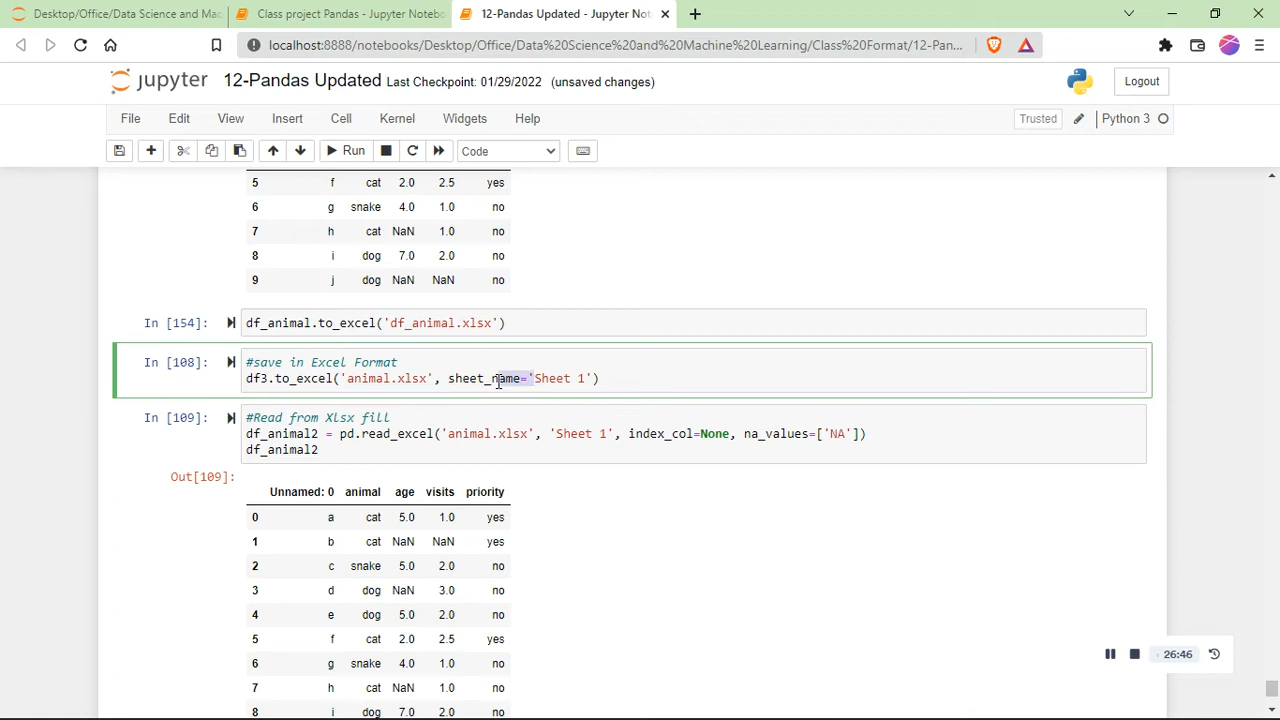 Desktop/Office/Data Science and Mac
Class project Pandas - Jupyter Notebo
12-Pandas Updated - Jupyter Not
localhost:8888/notebooks/Desktop/Office/Data%20Science%20and%20Machine%20Learning/Class%20Format/12-Pan...
jupyter 12-Pandas Updated Last Checkpoint: 01/29/2022 (unsaved changes)
Logout
File Edit View Insert Cell Kernel Widgets Help
Trusted Python 3
Run Code
5 f cat 2.0 2.5 yes
6 g snake 4.0 1.0 no
7 h cat NaN 1.0 no
8 i dog 7.0 2.0 no
9 j dog NaN NaN no
In [154]: df_animal.to_excel('df_animal.xlsx')
In [108]: #save in Excel Format
df3.to_excel('animal.xlsx', sheet_name='Sheet 1')
In [109]: #Read from Xlsx fill
df_animal2 = pd.read_excel('animal.xlsx', 'Sheet 1', index_col=None, na_values=['NA'])
df_animal2
Out[109]:
Unnamed: 0 animal age visits priority
0 a cat 5.0 1.0 yes
1 b cat NaN NaN yes
2 c snake 5.0 2.0 no
3 d dog NaN 3.0 no
4 e dog 5.0 2.0 no
5 f cat 2.0 2.5 yes
6 g snake 4.0 1.0 no
7 h cat NaN 1.0 no
8 i dog 7.0 2.0 no
26:46